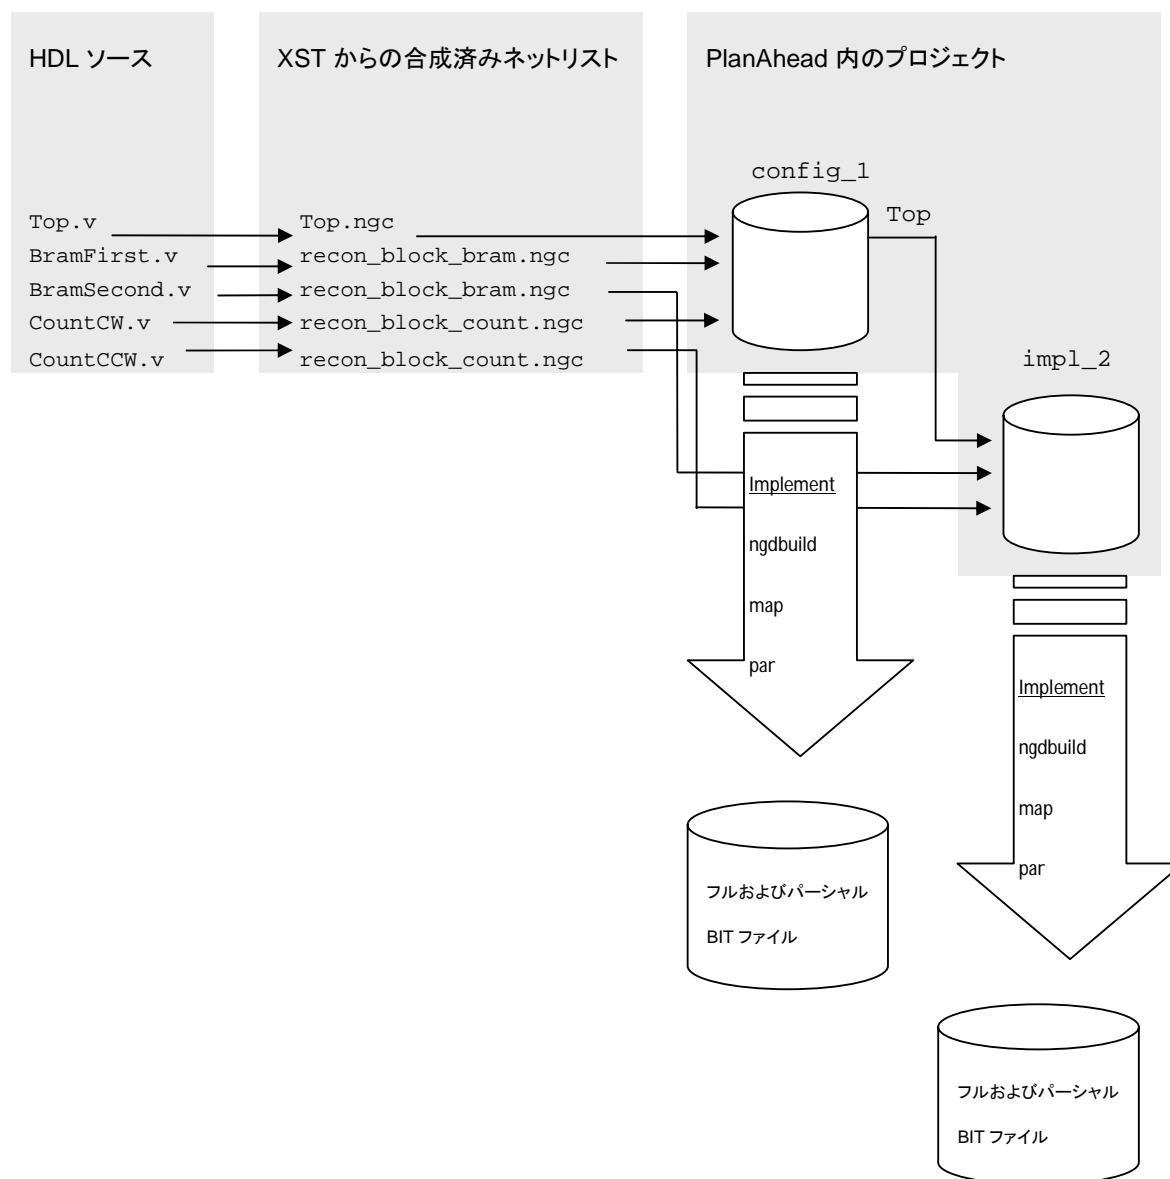 HDL ソース
XST からの合成済みネットリスト
PlanAhead 内のプロジェクト
config_1
Top.v
Top.ngc
Top
BramFirst.v
recon_block_bram.ngc
BramSecond.v
recon_block_bram.ngc
CountCW.v
recon_block_count.ngc
CountCCW.v
recon_block_count.ngc
impl_2
Implement
ngdbuild
map
par
Implement
ngdbuild
map
par
フルおよびパーシャル
BIT ファイル
フルおよびパーシャル
BIT ファイル